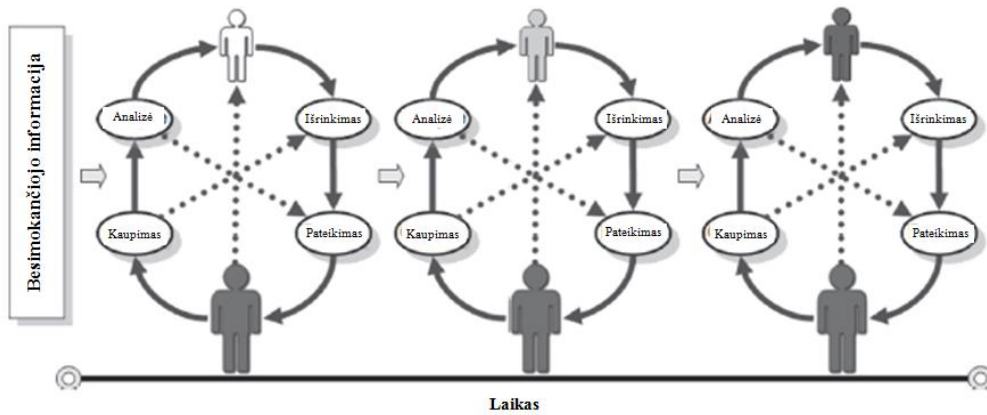 Besimokančiojo informacija
Analizė
Išrinkimas
Kaupimas
Pateikimas
Analizė
Išrinkimas
Kaupimas
Pateikimas
Analizė
Išrinkimas
Kaupimas
Pateikimas
Laikas